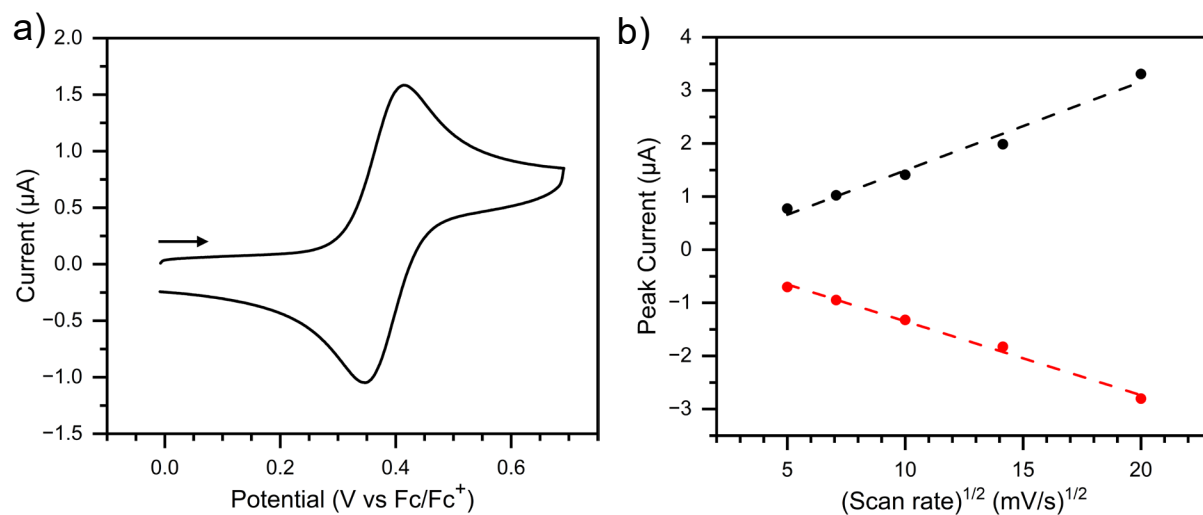 a)
2.0
1.5
1.0
0.5
0.0
−0.5
−1.0
−1.5
Current (µA)
0.0 0.2 0.4 0.6
Potential (V vs Fc/Fc⁺)
b)
4
3
2
1
0
−1
−2
−3
Peak Current (µA)
5 10 15 20
(Scan rate)¹/² (mV/s)¹/²